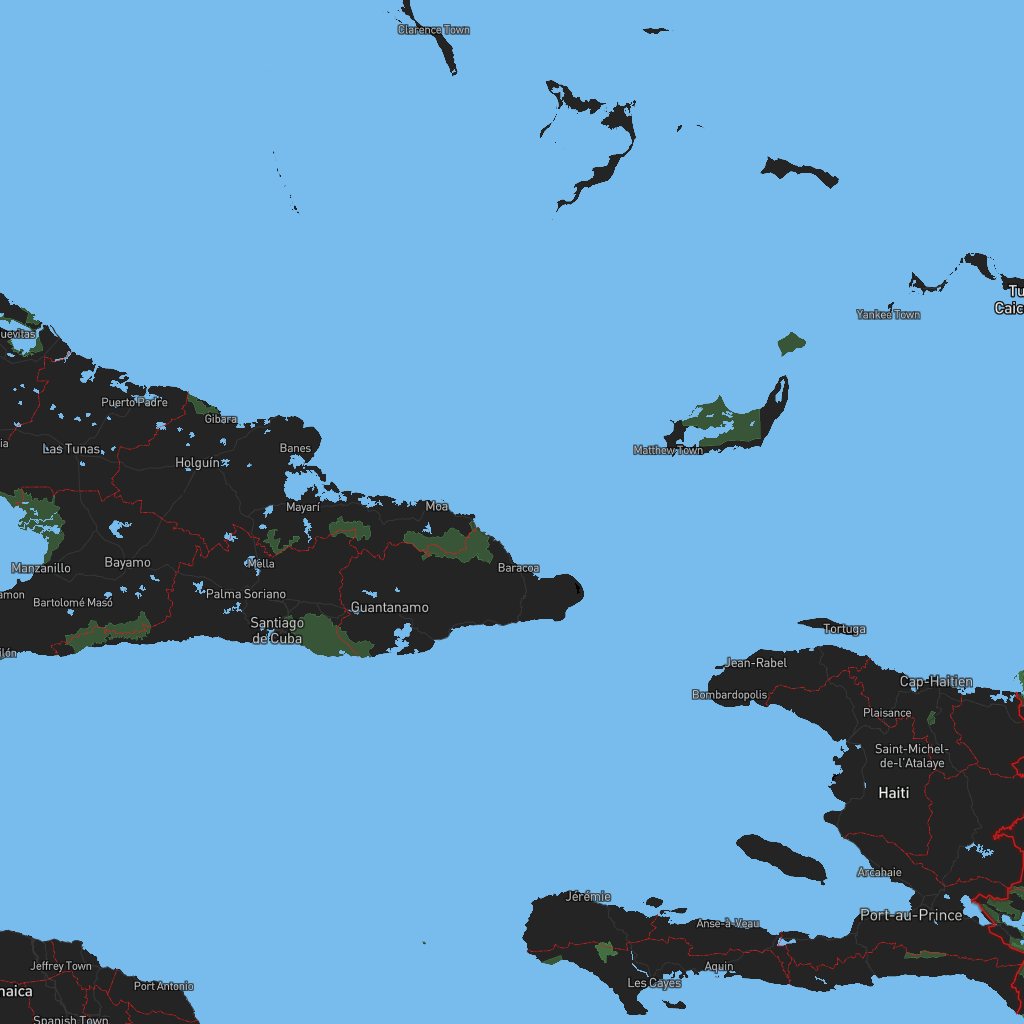 Clarence Town
Tu
Caic
Yankee Town
uevitas
Puerto Padre
Gibara
ia
Las Tunas
Banes
Matthew Town
Holguín
Mayarí
Moa
Bayamo
Mella
Manzanillo
Baracoa
amon
Bartolomé Masó
Palma Soriano
Guantanamo
Santiago
de Cuba
Tortuga
ilón
Jean-Rabel
Cap-Haitien
Bombardopolis
Plaisance
Saint-Michel-
de-l'Atalaye
Haiti
Arcahaie
Jérémie
Port-au-Prince
Anse-à-Veau
Jeffrey Town
Aquin
Les Cayes
Port Antonio
maica
Spanish Town